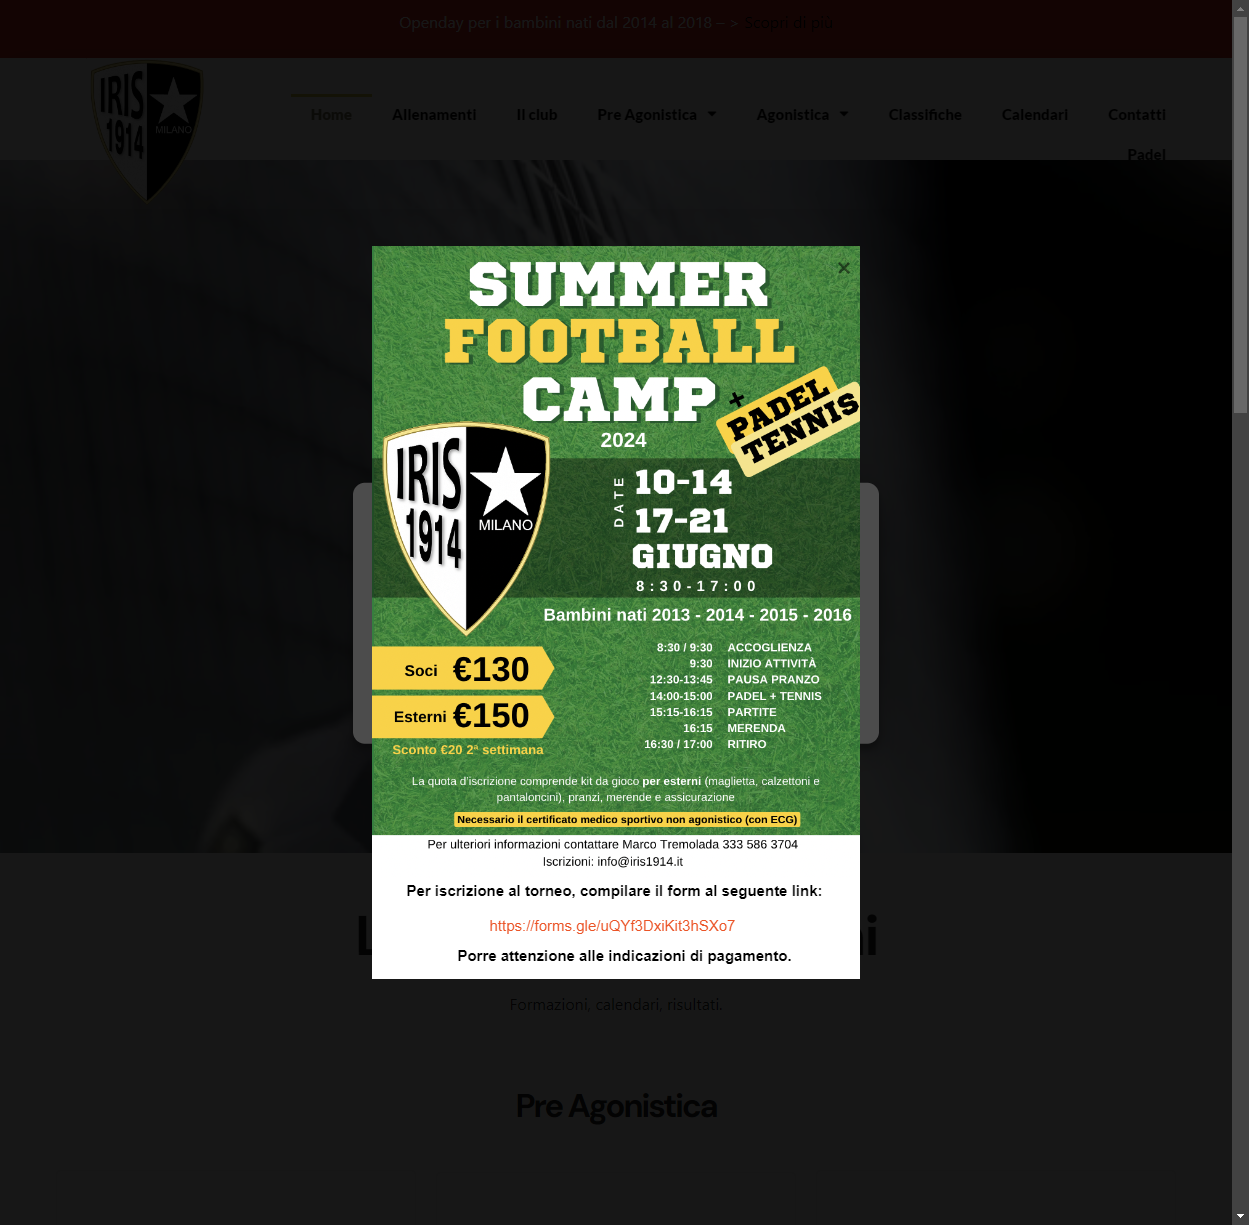 Openday per i bambini nati dal 2014 al 2018 – > Scopri di più
IRIS
1914
MILANO
Home
Allenamenti
Il club
Pre Agonistica
Agonistica
Classifiche
Calendari
Contatti
Padel
SUMMER
FOOTBALL
CAMP
+
PADEL
TENNIS
2024
IRIS
1914
MILANO
DATE
10-14
17-21
GIUGNO
8:30-17:00
Bambini nati 2013 - 2014 - 2015 - 2016
Soci €130
Esterni €150
Sconto €20 2ª settimana
8:30 / 9:30 ACCOGLIENZA
9:30 INIZIO ATTIVITÀ
12:30-13:45 PAUSA PRANZO
14:00-15:00 PADEL + TENNIS
15:15-16:15 PARTITE
16:15 MERENDA
16:30 / 17:00 RITIRO
La quota d'iscrizione comprende kit da gioco per esterni (maglietta, calzettoni e
pantaloncini), pranzi, merende e assicurazione
Necessario il certificato medico sportivo non agonistico (con ECG)
Per ulteriori informazioni contattare Marco Tremolada 333 586 3704
Iscrizioni: info@iris1914.it
Per iscrizione al torneo, compilare il form al seguente link:
https://forms.gle/uQYf3DxiKit3hSXo7
Porre attenzione alle indicazioni di pagamento.
Formazioni, calendari, risultati.
Pre Agonistica